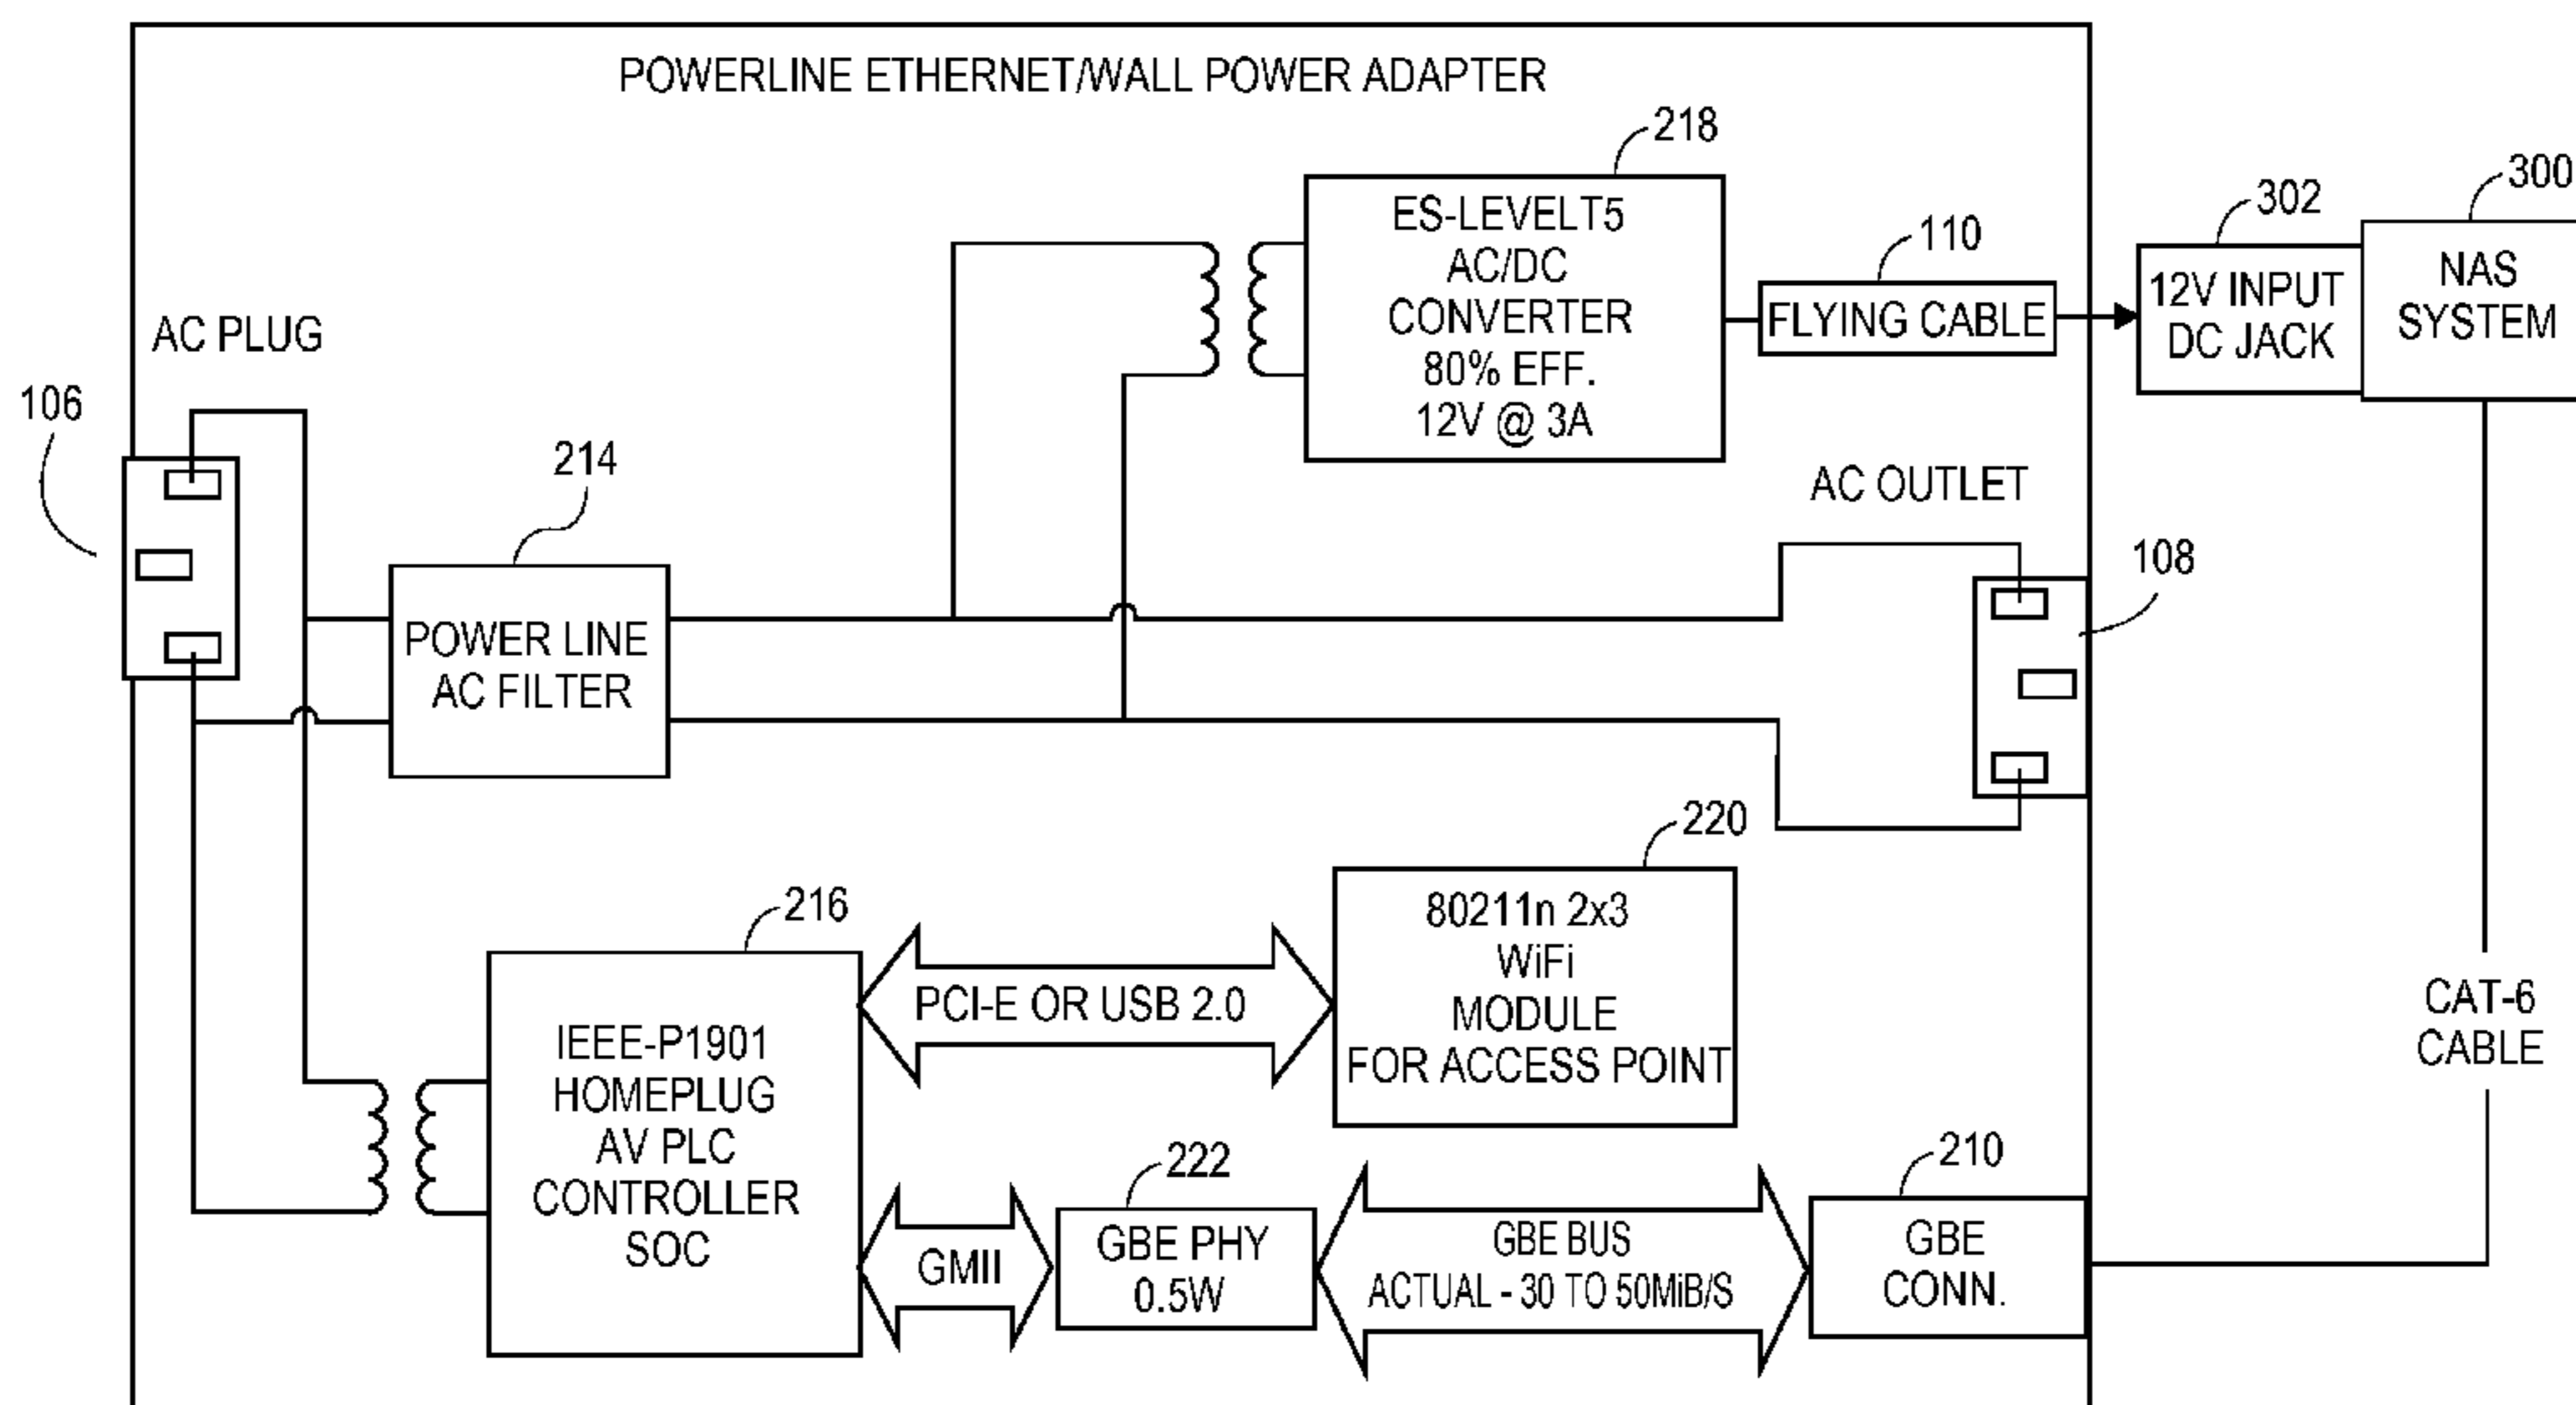 POWERLINE ETHERNET/WALL POWER ADAPTER
218
ES-LEVELT5
AC/DC
CONVERTER
80% EFF.
12V @ 3A
110
FLYING CABLE
302
12V INPUT
DC JACK
300
NAS
SYSTEM
AC PLUG
106
214
POWER LINE
AC FILTER
AC OUTLET
108
220
80211n 2x3
WiFi
MODULE
FOR ACCESS POINT
216
IEEE-P1901
HOMEPLUG
AV PLC
CONTROLLER
SOC
PCI-E OR USB 2.0
CAT-6
CABLE
GMII
222
GBE PHY
0.5W
GBE BUS
ACTUAL - 30 TO 50MiB/S
210
GBE
CONN.